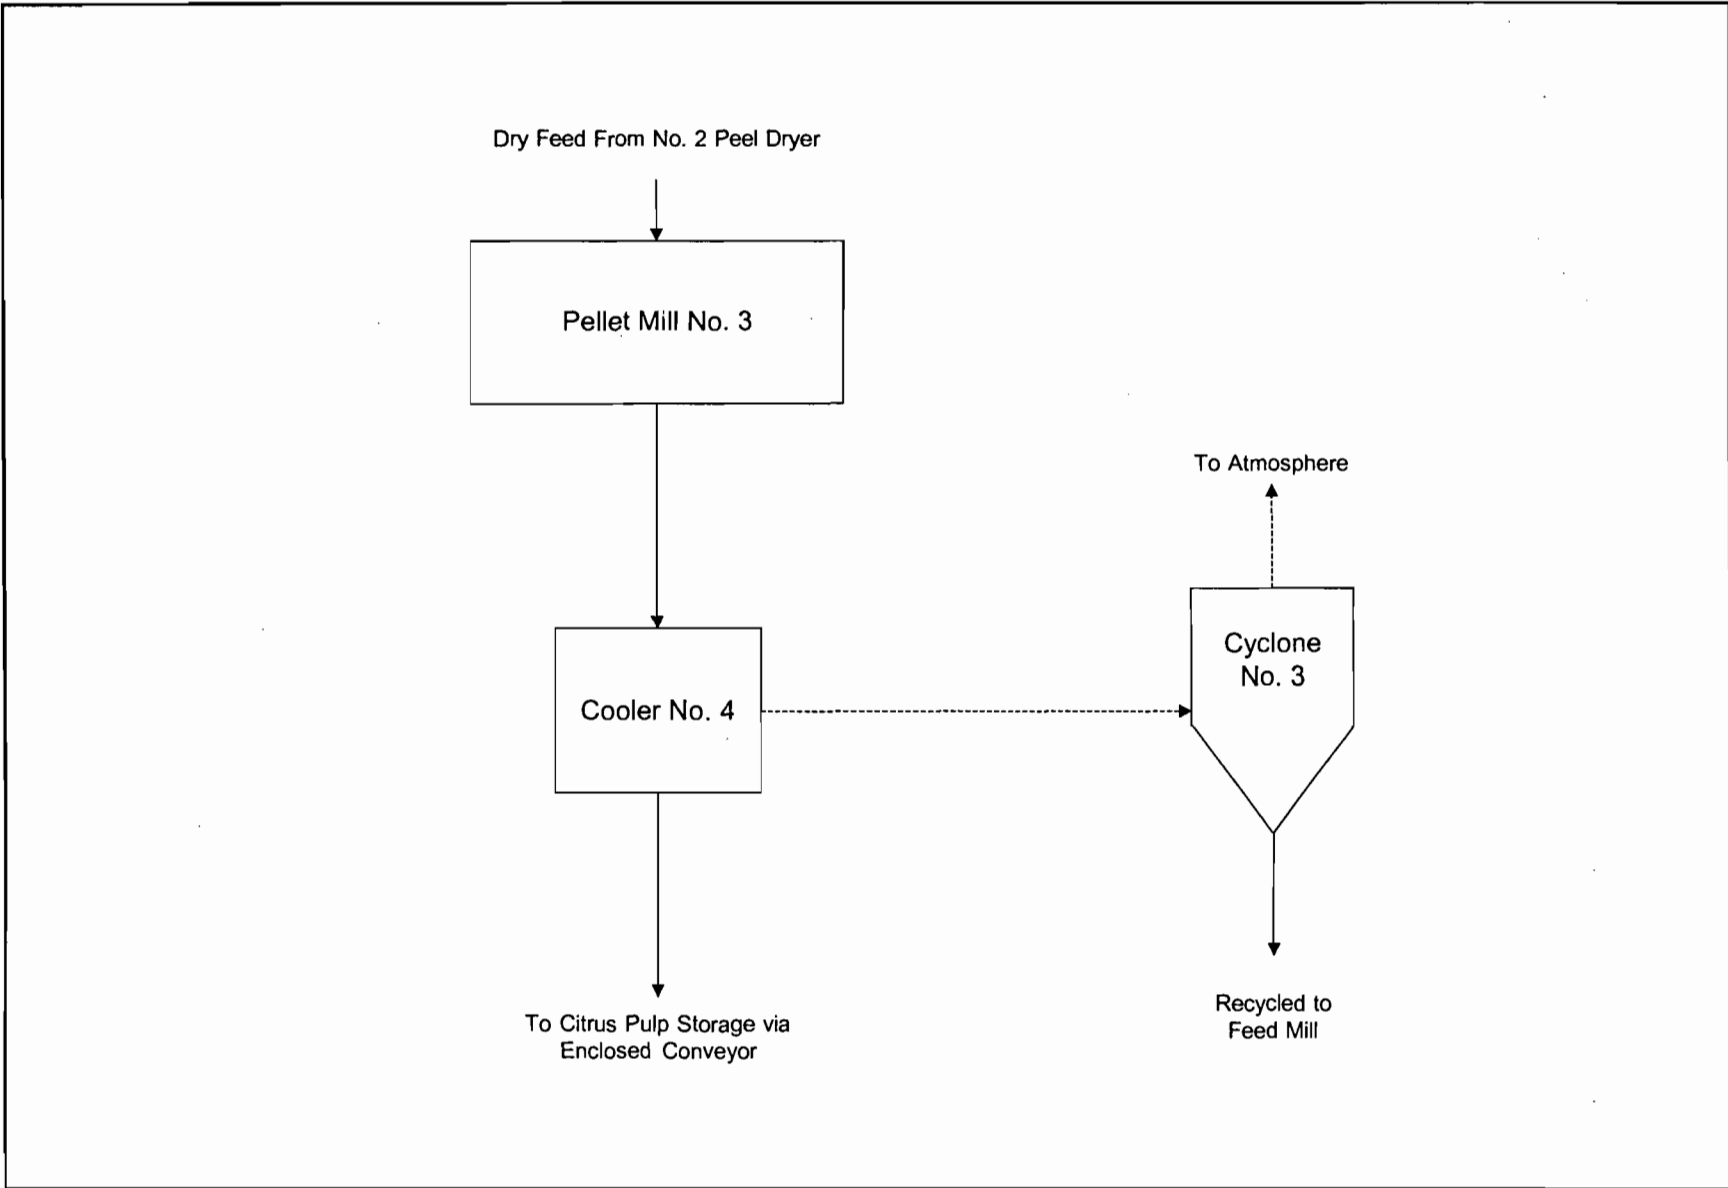 Dry Feed From No. 2 Peel Dryer
Pellet Mill No. 3
To Atmosphere
Cyclone
No. 3
Cooler No. 4
Recycled to
Feed Mill
To Citrus Pulp Storage via
Enclosed Conveyor